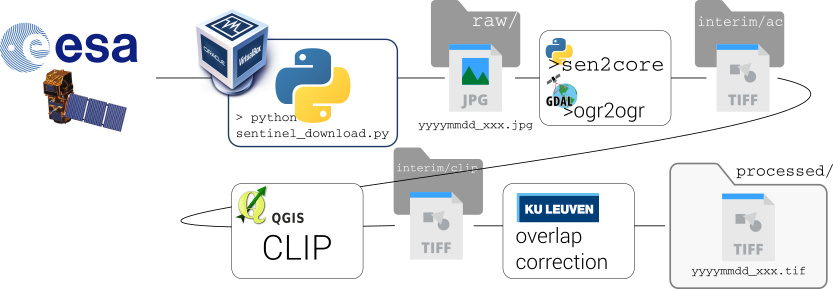 esa
ORACLE
VirtualBox
> python
sentinel_download.py
raw/
JPG
yyyymmdd_xxx.jpg
>sen2core
GDAL
>ogr2ogr
interim/ac
TIFF
QGIS
CLIP
interim/clip
TIFF
KU LEUVEN
overlap
correction
processed/
TIFF
yyyymmdd_xxx.tif